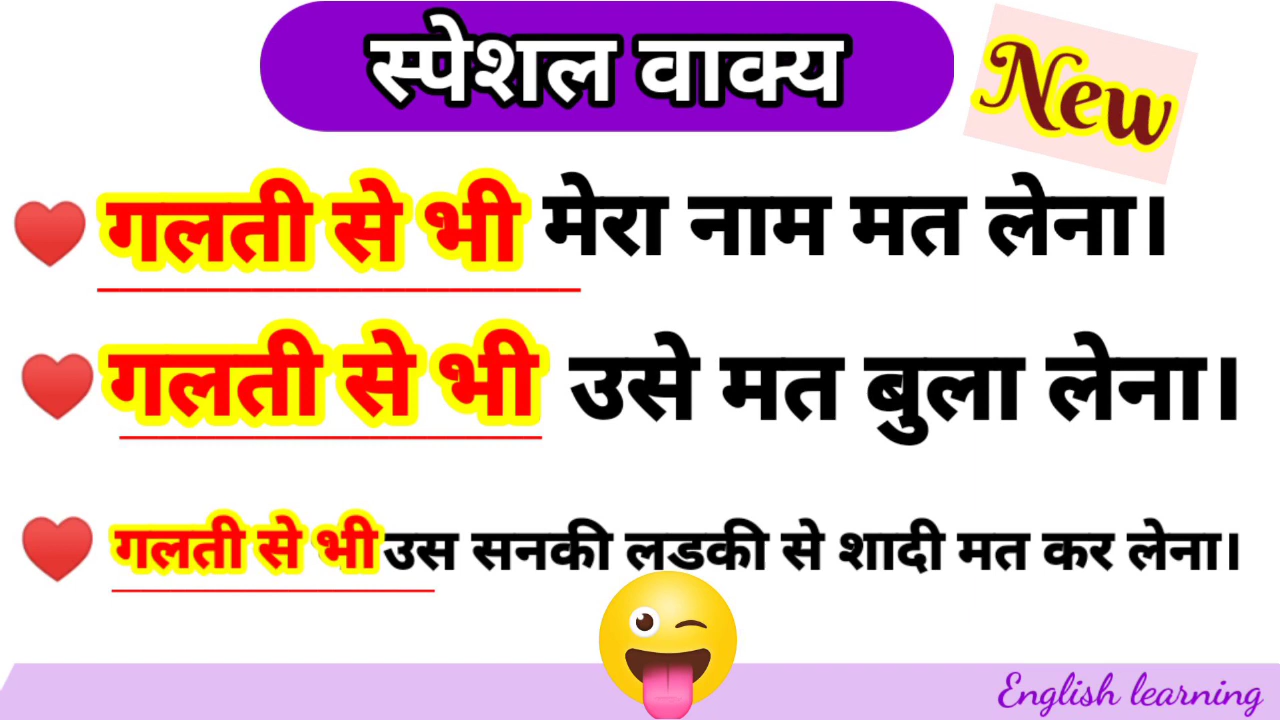 स्पेशल वाक्य
New
गलती से भी मेरा नाम मत लेना।
गलती से भी उसे मत बुला लेना।
गलती से भी उस सनकी लडकी से शादी मत कर लेना।
English learning